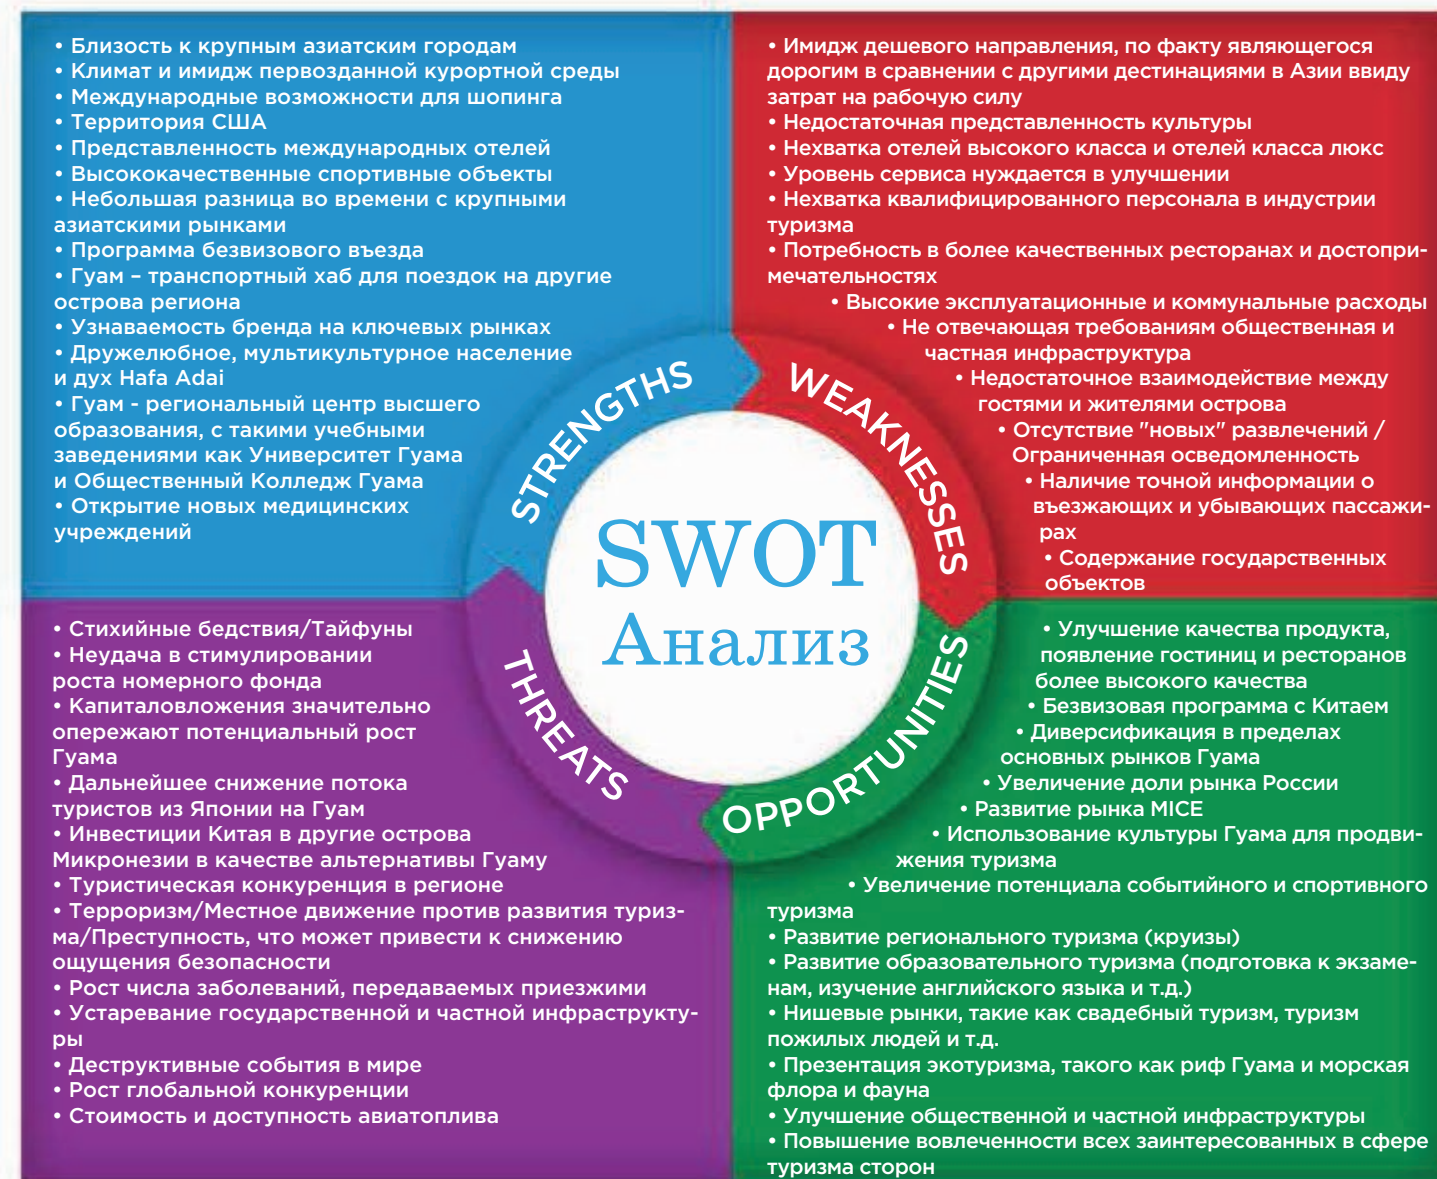 • Близость к крупным азиатским городам
• Климат и имидж первозданной курортной среды
• Международные возможности для шопинга
• Территория США
• Представленность международных отелей
• Высококачественные спортивные объекты
• Небольшая разница во времени с крупными
азиатскими рынками
• Программа безвизового въезда
• Гуам – транспортный хаб для поездок на другие
острова региона
• Узнаваемость бренда на ключевых рынках
• Дружелюбное, мультикультурное население
и дух Hafa Adai
• Гуам - региональный центр высшего
образования, с такими учебными
заведениями как Университет Гуама
и Общественный Колледж Гуама
• Открытие новых медицинских
учреждений
• Имидж дешевого направления, по факту являющегося
дорогим в сравнении с другими дестинациями в Азии ввиду
затрат на рабочую силу
• Недостаточная представленность культуры
• Нехватка отелей высокого класса и отелей класса люкс
• Уровень сервиса нуждается в улучшении
• Нехватка квалифицированного персонала в индустрии
туризма
• Потребность в более качественных ресторанах и достопри-
мечательностях
• Высокие эксплуатационные и коммунальные расходы
• Не отвечающая требованиям общественная и
частная инфраструктура
• Недостаточное взаимодействие между
гостями и жителями острова
• Отсутствие "новых" развлечений /
Ограниченная осведомленность
• Наличие точной информации о
въезжающих и убывающих пассажи-
рах
• Содержание государственных
объектов
STRENGTHS
WEAKNESSES
SWOT
Анализ
THREATS
OPPORTUNITIES
• Стихийные бедствия/Тайфуны
• Неудача в стимулировании
роста номерного фонда
• Капиталовложения значительно
опережают потенциальный рост
Гуама
• Дальнейшее снижение потока
туристов из Японии на Гуам
• Инвестиции Китая в другие острова
Микронезии в качестве альтернативы Гуаму
• Туристическая конкуренция в регионе
• Терроризм/Местное движение против развития туриз-
ма/Преступность, что может привести к снижению
ощущения безопасности
• Рост числа заболеваний, передаваемых приезжими
• Устаревание государственной и частной инфраструкту-
ры
• Деструктивные события в мире
• Рост глобальной конкуренции
• Стоимость и доступность авиатоплива
• Улучшение качества продукта,
появление гостиниц и ресторанов
более высокого качества
• Безвизовая программа с Китаем
• Диверсификация в пределах
основных рынков Гуама
• Увеличение доли рынка России
• Развитие рынка MICE
• Использование культуры Гуама для продви-
жения туризма
• Увеличение потенциала событийного и спортивного
туризма
• Развитие регионального туризма (круизы)
• Развитие образовательного туризма (подготовка к экзаме-
нам, изучение английского языка и т.д.)
• Нишевые рынки, такие как свадебный туризм, туризм
пожилых людей и т.д.
• Презентация экотуризма, такого как риф Гуама и морская
флора и фауна
• Улучшение общественной и частной инфраструктуры
• Повышение вовлеченности всех заинтересованных в сфере
туризма сторон